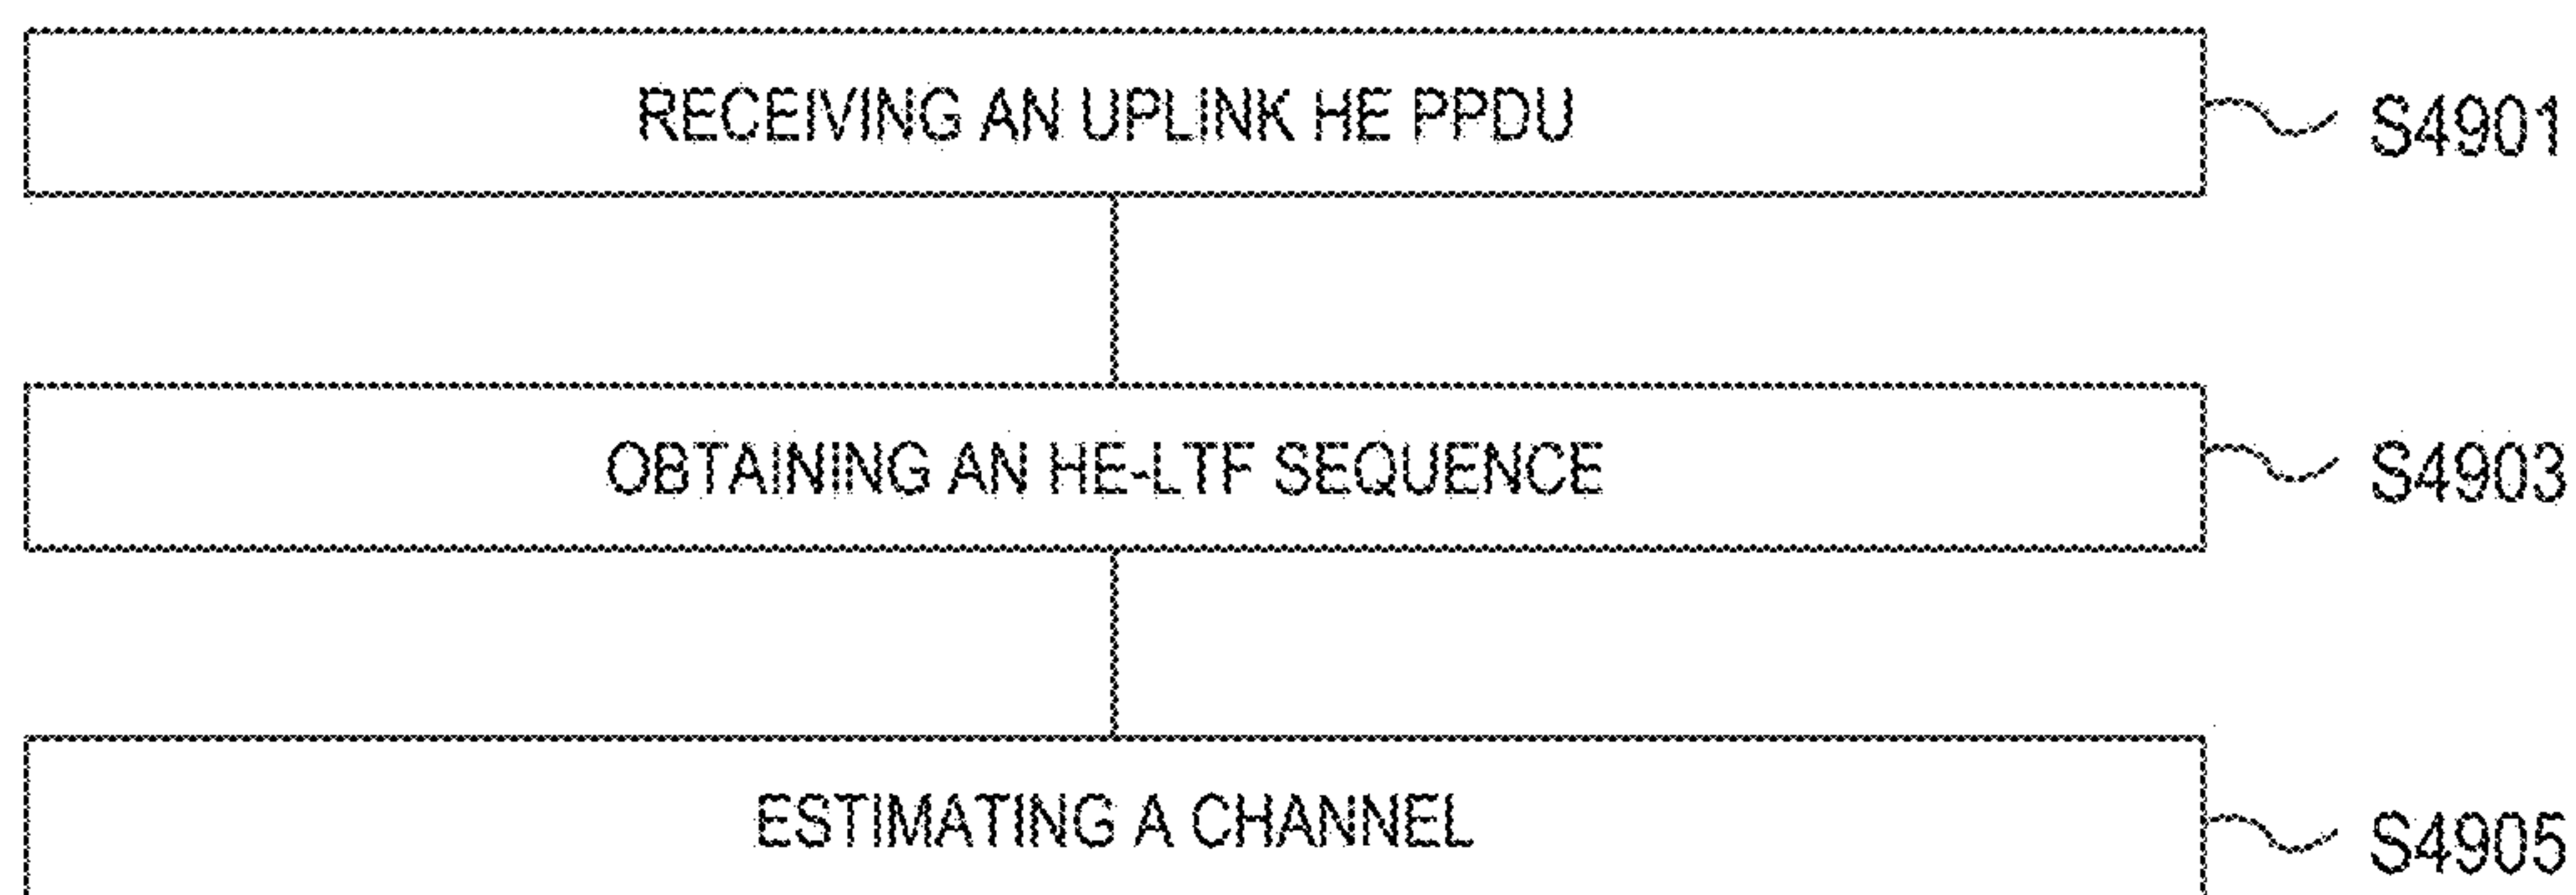 RECEIVING AN UPLINK HE PPDU S4901
OBTAINING AN HE-LTF SEQUENCE S4903
ESTIMATING A CHANNEL S4905